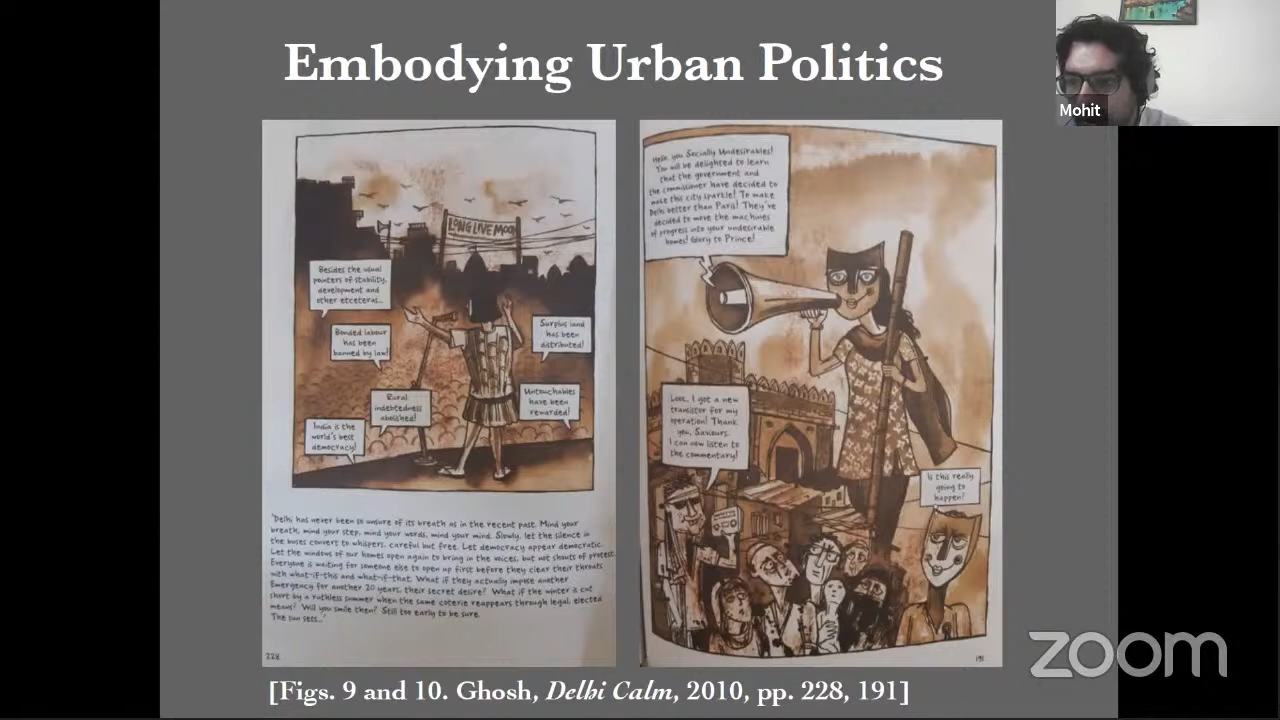 Embodying Urban Politics
Mohit
LONG LIVE MOON
Besides the usual
pointers of stability,
development and
other etceteras...
Bonded labour
has been
banned by law!
Surplus land
has been
distributed!
Rural
indebtedness
abolished!
Untouchables
have been
rewarded!
India is the
world's best
democracy!
'Delhi has never been so unsure of its breath as in the recent past. Mind your
breath, mind your step, mind your words, mind your mind. Slowly, let the silence in
the buses convert to whispers, careful but free. Let democracy appear democratic.
Let the windows of our homes open again to bring in the voices, but not shouts of protest.
Everyone is waiting for someone else to open up first before they clear their throats
with what-if-this and what-if-that. What if they actually impose another
Emergency for another 20 years, their secret desire? What if the winter is cut
short by a ruthless summer when the same coterie reappears through legal, elected
means? Will you smile then? Still too early to be sure.
The sun sets...'
228
Hello, you Socially Undesirables!
You will be delighted to learn
that the government and
the commissioner have decided to
make this city sparkle! To make
Delhi better than Paris! They've
decided to move the machines
of progress into your undesirable
homes! Glory to Prince!
Look, I got a new
transistor for my
operation! Thank
you, Saviours.
I can now listen to
the commentary!
Is this really
going to
happen?
191
[Figs. 9 and 10. Ghosh, Delhi Calm, 2010, pp. 228, 191]
zoom